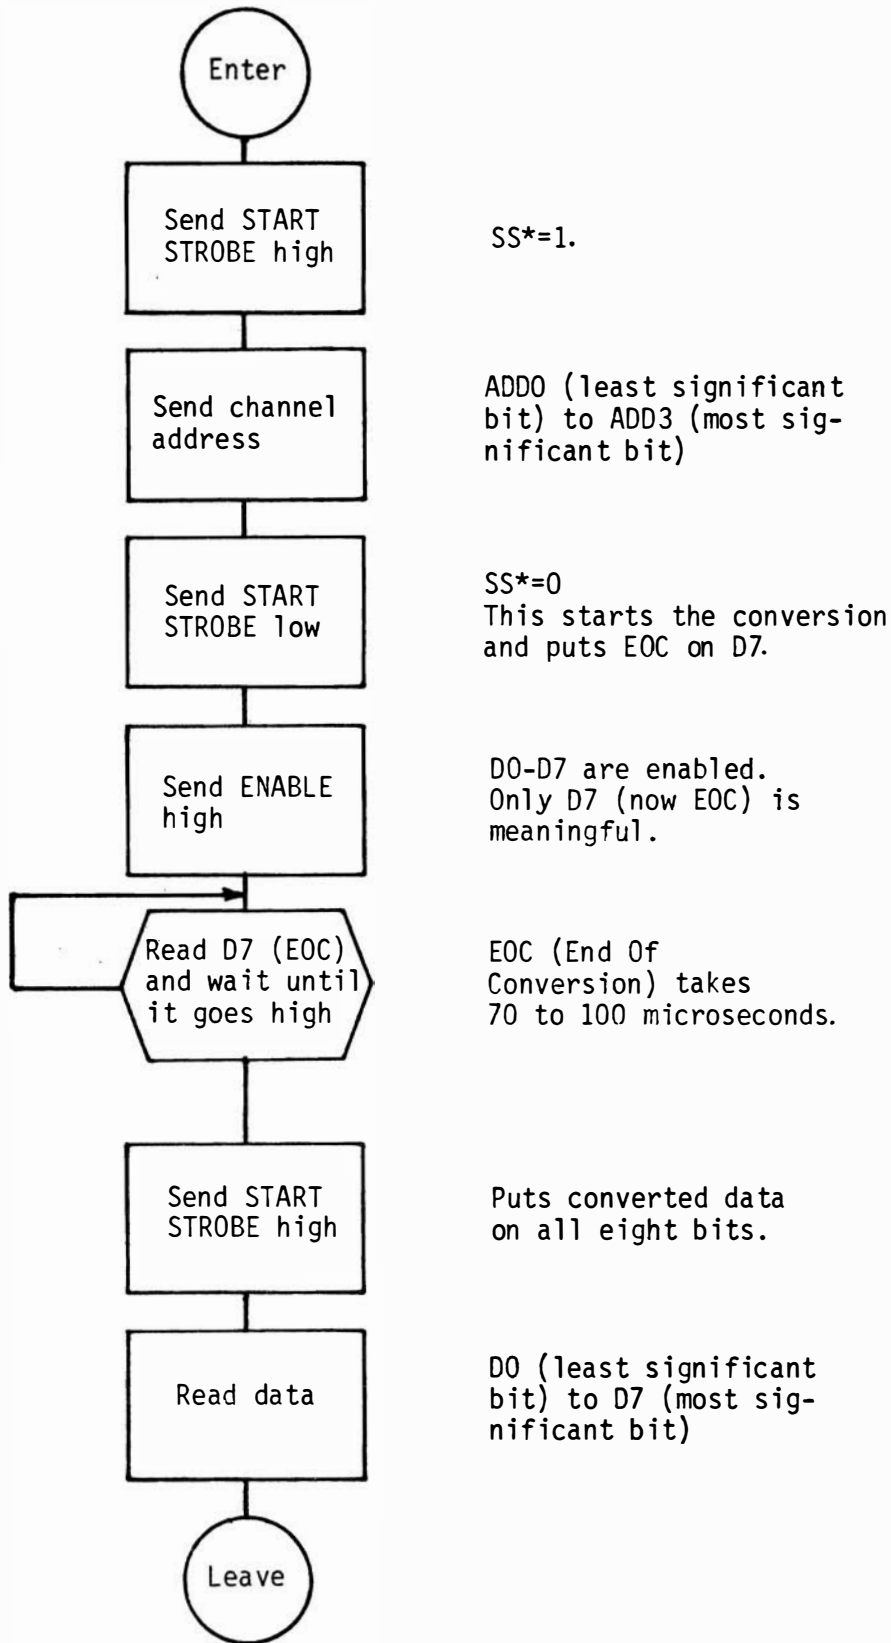 Enter
Send START
STROBE high
SS*=1.
Send channel
address
ADD0 (least significant
bit) to ADD3 (most sig-
nificant bit)
Send START
STROBE low
SS*=0
This starts the conversion
and puts EOC on D7.
Send ENABLE
high
D0-D7 are enabled.
Only D7 (now EOC) is
meaningful.
Read D7 (EOC)
and wait until
it goes high
EOC (End Of
Conversion) takes
70 to 100 microseconds.
Send START
STROBE high
Puts converted data
on all eight bits.
Read data
D0 (least significant
bit) to D7 (most sig-
nificant bit)
Leave